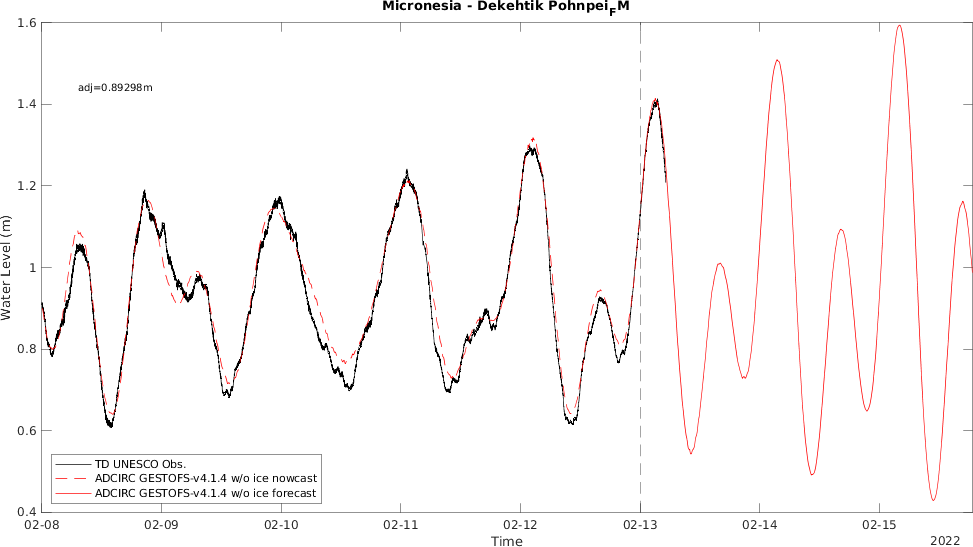 Micronesia - Dekehtik Pohnpei_FM
1.6
adj=0.89298m
1.4
1.2
1
0.8
0.6
0.4
Water Level (m)
TD UNESCO Obs.
ADCIRC GESTOFS-v4.1.4 w/o ice nowcast
ADCIRC GESTOFS-v4.1.4 w/o ice forecast
02-08 02-09 02-10 02-11 02-12 02-13 02-14 02-15
Time
2022